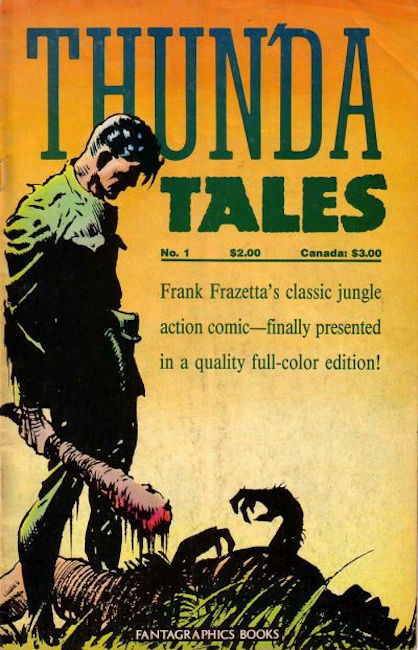 THUN'DA
TALES
No. 1 $2.00 Canada: $3.00
Frank Frazetta's classic jungle
action comic—finally presented
in a quality full-color edition!
FANTAGRAPHICS BOOKS